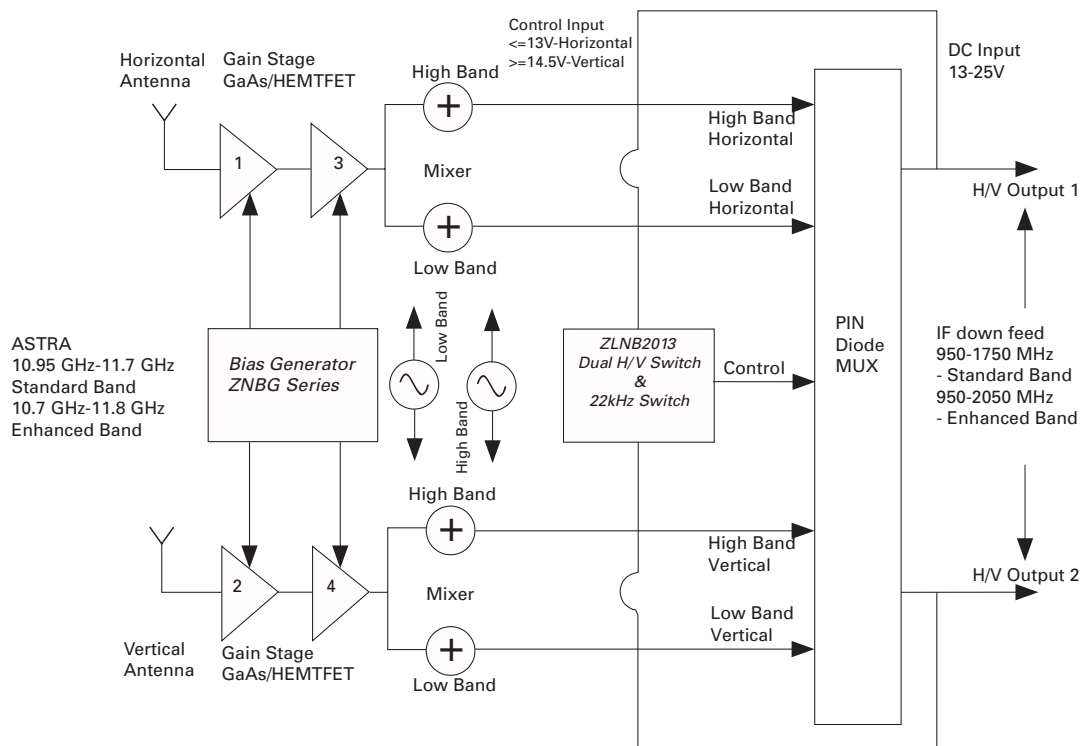 Control Input
<=13V-Horizontal
>=14.5V-Vertical
DC Input
13-25V
Horizontal
Antenna
Gain Stage
GaAs/HEMTFET
High Band
1
3
Mixer
High Band
Horizontal
Low Band
Horizontal
H/V Output 1
Low Band
ASTRA
10.95 GHz-11.7 GHz
Standard Band
10.7 GHz-11.8 GHz
Enhanced Band
Bias Generator
ZNBG Series
Low Band
High Band
ZLNB2013
Dual H/V Switch
&
22kHz Switch
Control
PIN
Diode
MUX
IF down feed
950-1750 MHz
- Standard Band
950-2050 MHz
- Enhanced Band
High Band
2
4
Mixer
High Band
Vertical
Low Band
Vertical
H/V Output 2
Vertical
Antenna
Gain Stage
GaAs/HEMTFET
Low Band